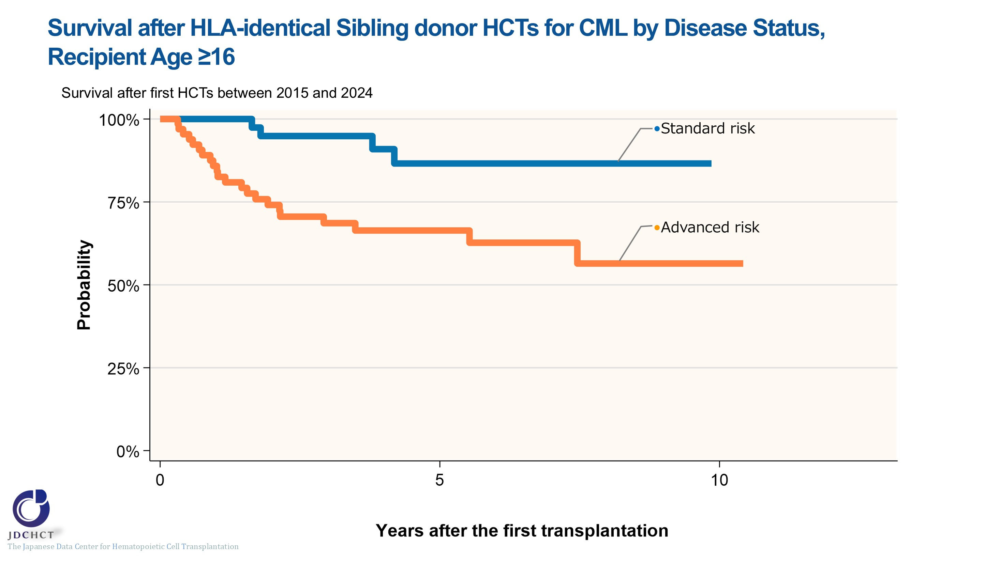 Survival after HLA-identical Sibling donor HCTs for CML by Disease Status,
Recipient Age ≥16
Survival after first HCTs between 2015 and 2024
100%
Standard risk
75%
Advanced risk
Probability
50%
25%
0%
0 5 10
Years after the first transplantation
JDCHCT
The Japanese Data Center for Hematopoietic Cell Transplantation